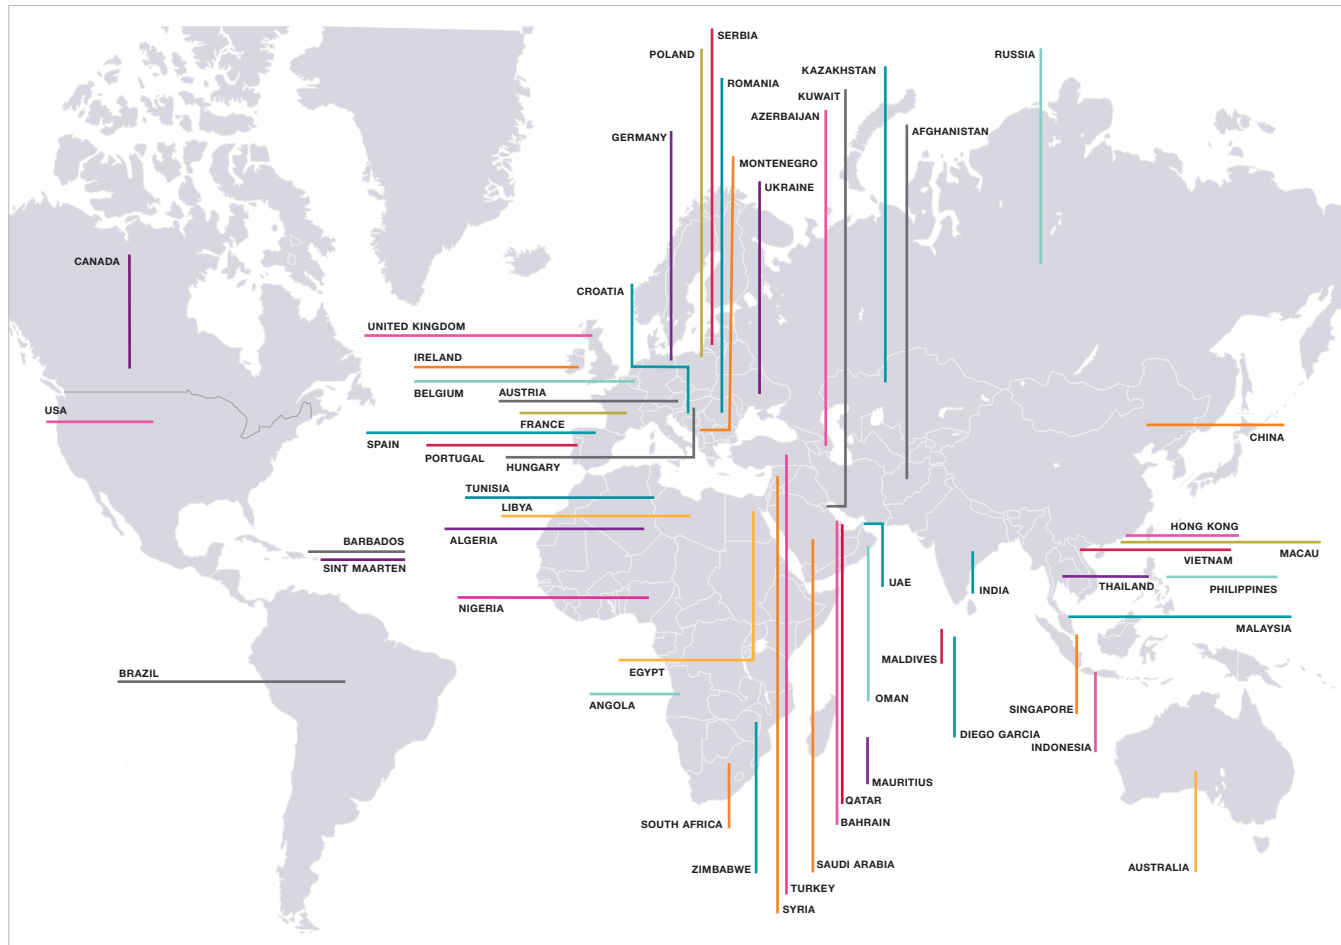 SERBIA
POLAND
RUSSIA
KAZAKHSTAN
ROMANIA
KUWAIT
AZERBAIJAN
AFGHANISTAN
GERMANY
MONTENEGRO
UKRAINE
CANADA
CROATIA
UNITED KINGDOM
IRELAND
BELGIUM
AUSTRIA
USA
FRANCE
SPAIN
PORTUGAL
HUNGARY
CHINA
TUNISIA
LIBYA
ALGERIA
BARBADOS
SINT MAARTEN
HONG KONG
MACAU
VIETNAM
UAE
INDIA
THAILAND
PHILIPPINES
NIGERIA
MALAYSIA
MALDIVES
BRAZIL
EGYPT
ANGOLA
OMAN
SINGAPORE
DIEGO GARCIA
INDONESIA
MAURITIUS
QATAR
SOUTH AFRICA
BAHRAIN
ZIMBABWE
SAUDI ARABIA
AUSTRALIA
TURKEY
SYRIA